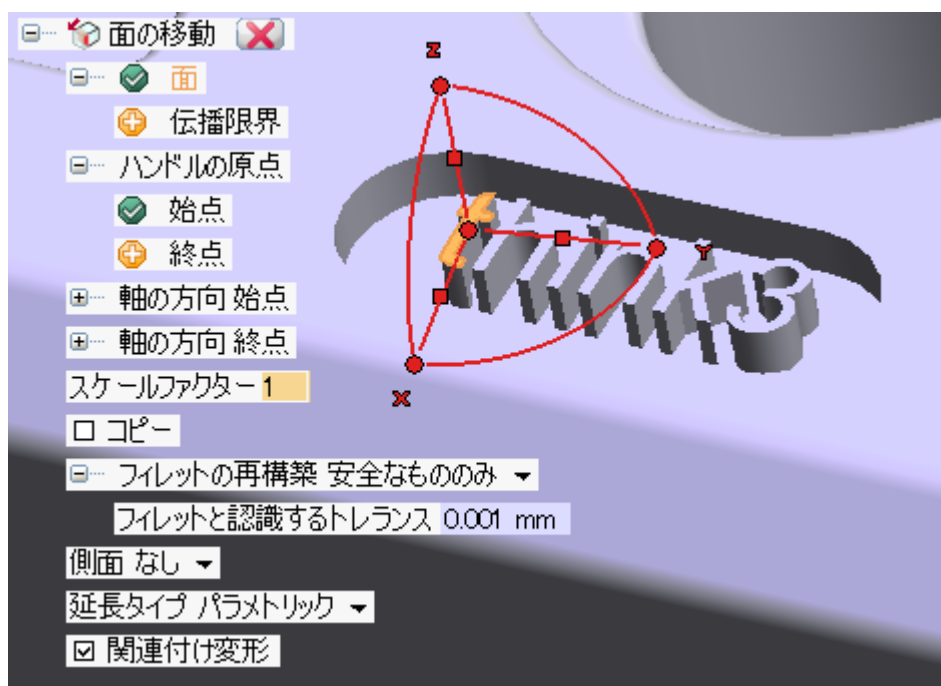 面の移動
面
伝播限界
ハンドルの原点
始点
終点
軸の方向 始点
軸の方向 終点
スケールファクター 1
コピー
フィレットの再構築 安全なもののみ
フィレットと認識するトレランス 0.001 mm
側面 なし
延長タイプ パラメトリック
関連付け変形
Z
Y
X
think3